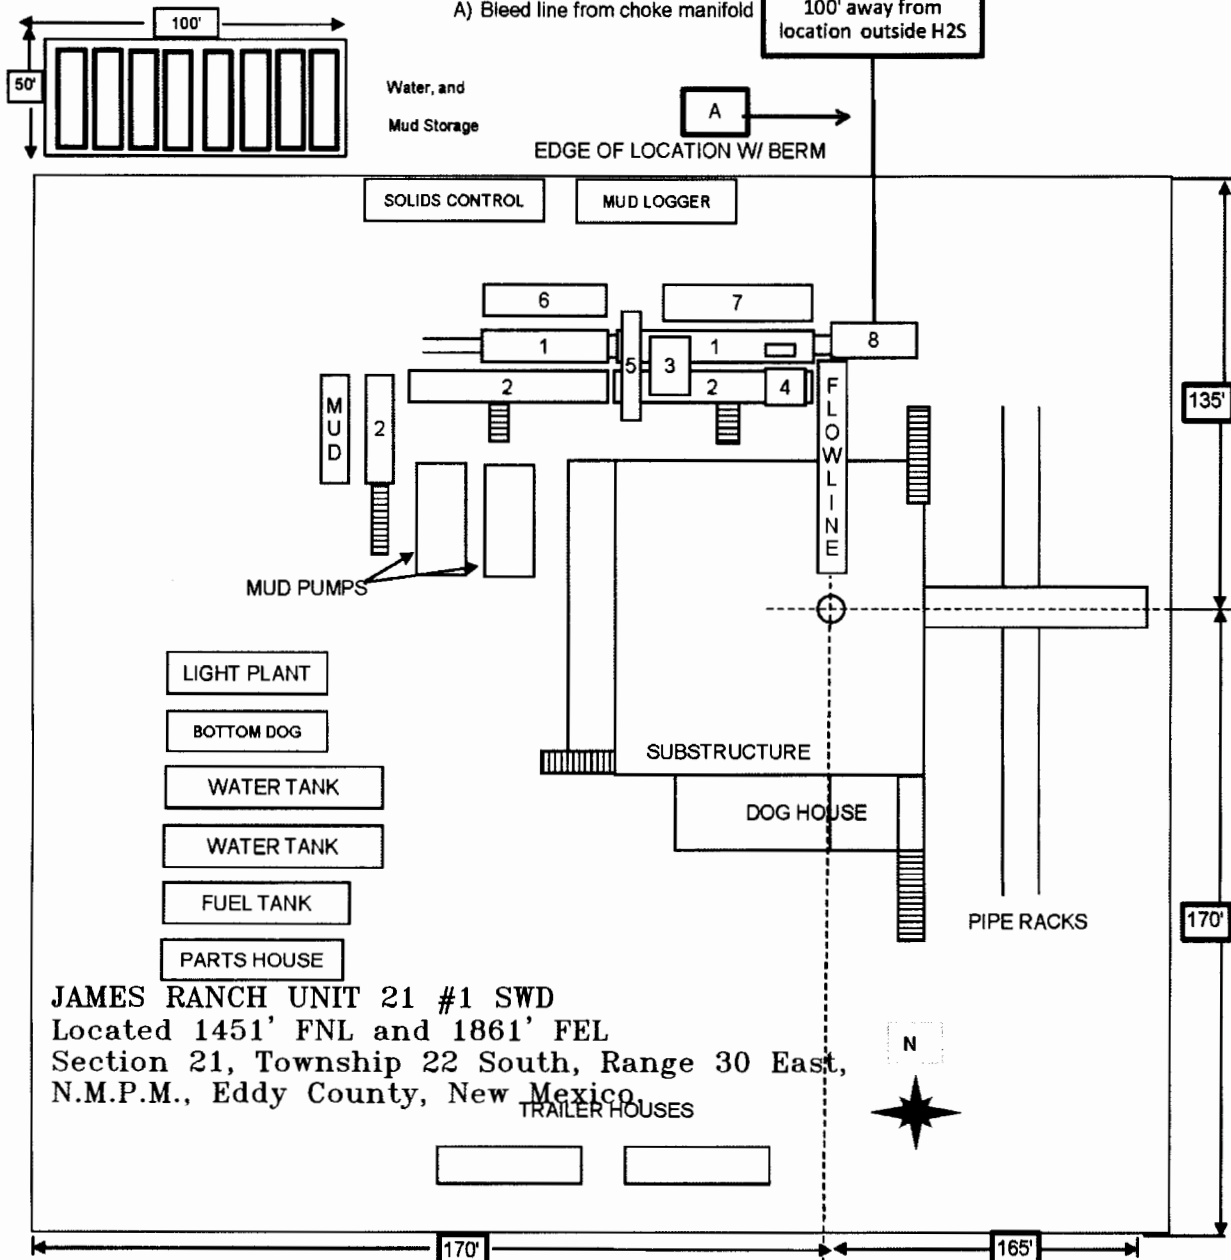 A) Bleed line from choke manifold
100' away from
location outside H2S
100'
50'
Water, and
Mud Storage
A
EDGE OF LOCATION W/ BERM
SOLIDS CONTROL
MUD LOGGER
6
7
1
1
8
5
3
2
2
4
MUD
2
FLOWLINE
135'
MUD PUMPS
LIGHT PLANT
BOTTOM DOG
WATER TANK
WATER TANK
FUEL TANK
PARTS HOUSE
SUBSTRUCTURE
DOG HOUSE
PIPE RACKS
170'
JAMES RANCH UNIT 21 #1 SWD
Located 1451' FNL and 1861' FEL
Section 21, Township 22 South, Range 30 East,
N.M.P.M., Eddy County, New Mexico.
N
TRAILER HOUSES
170'
165'